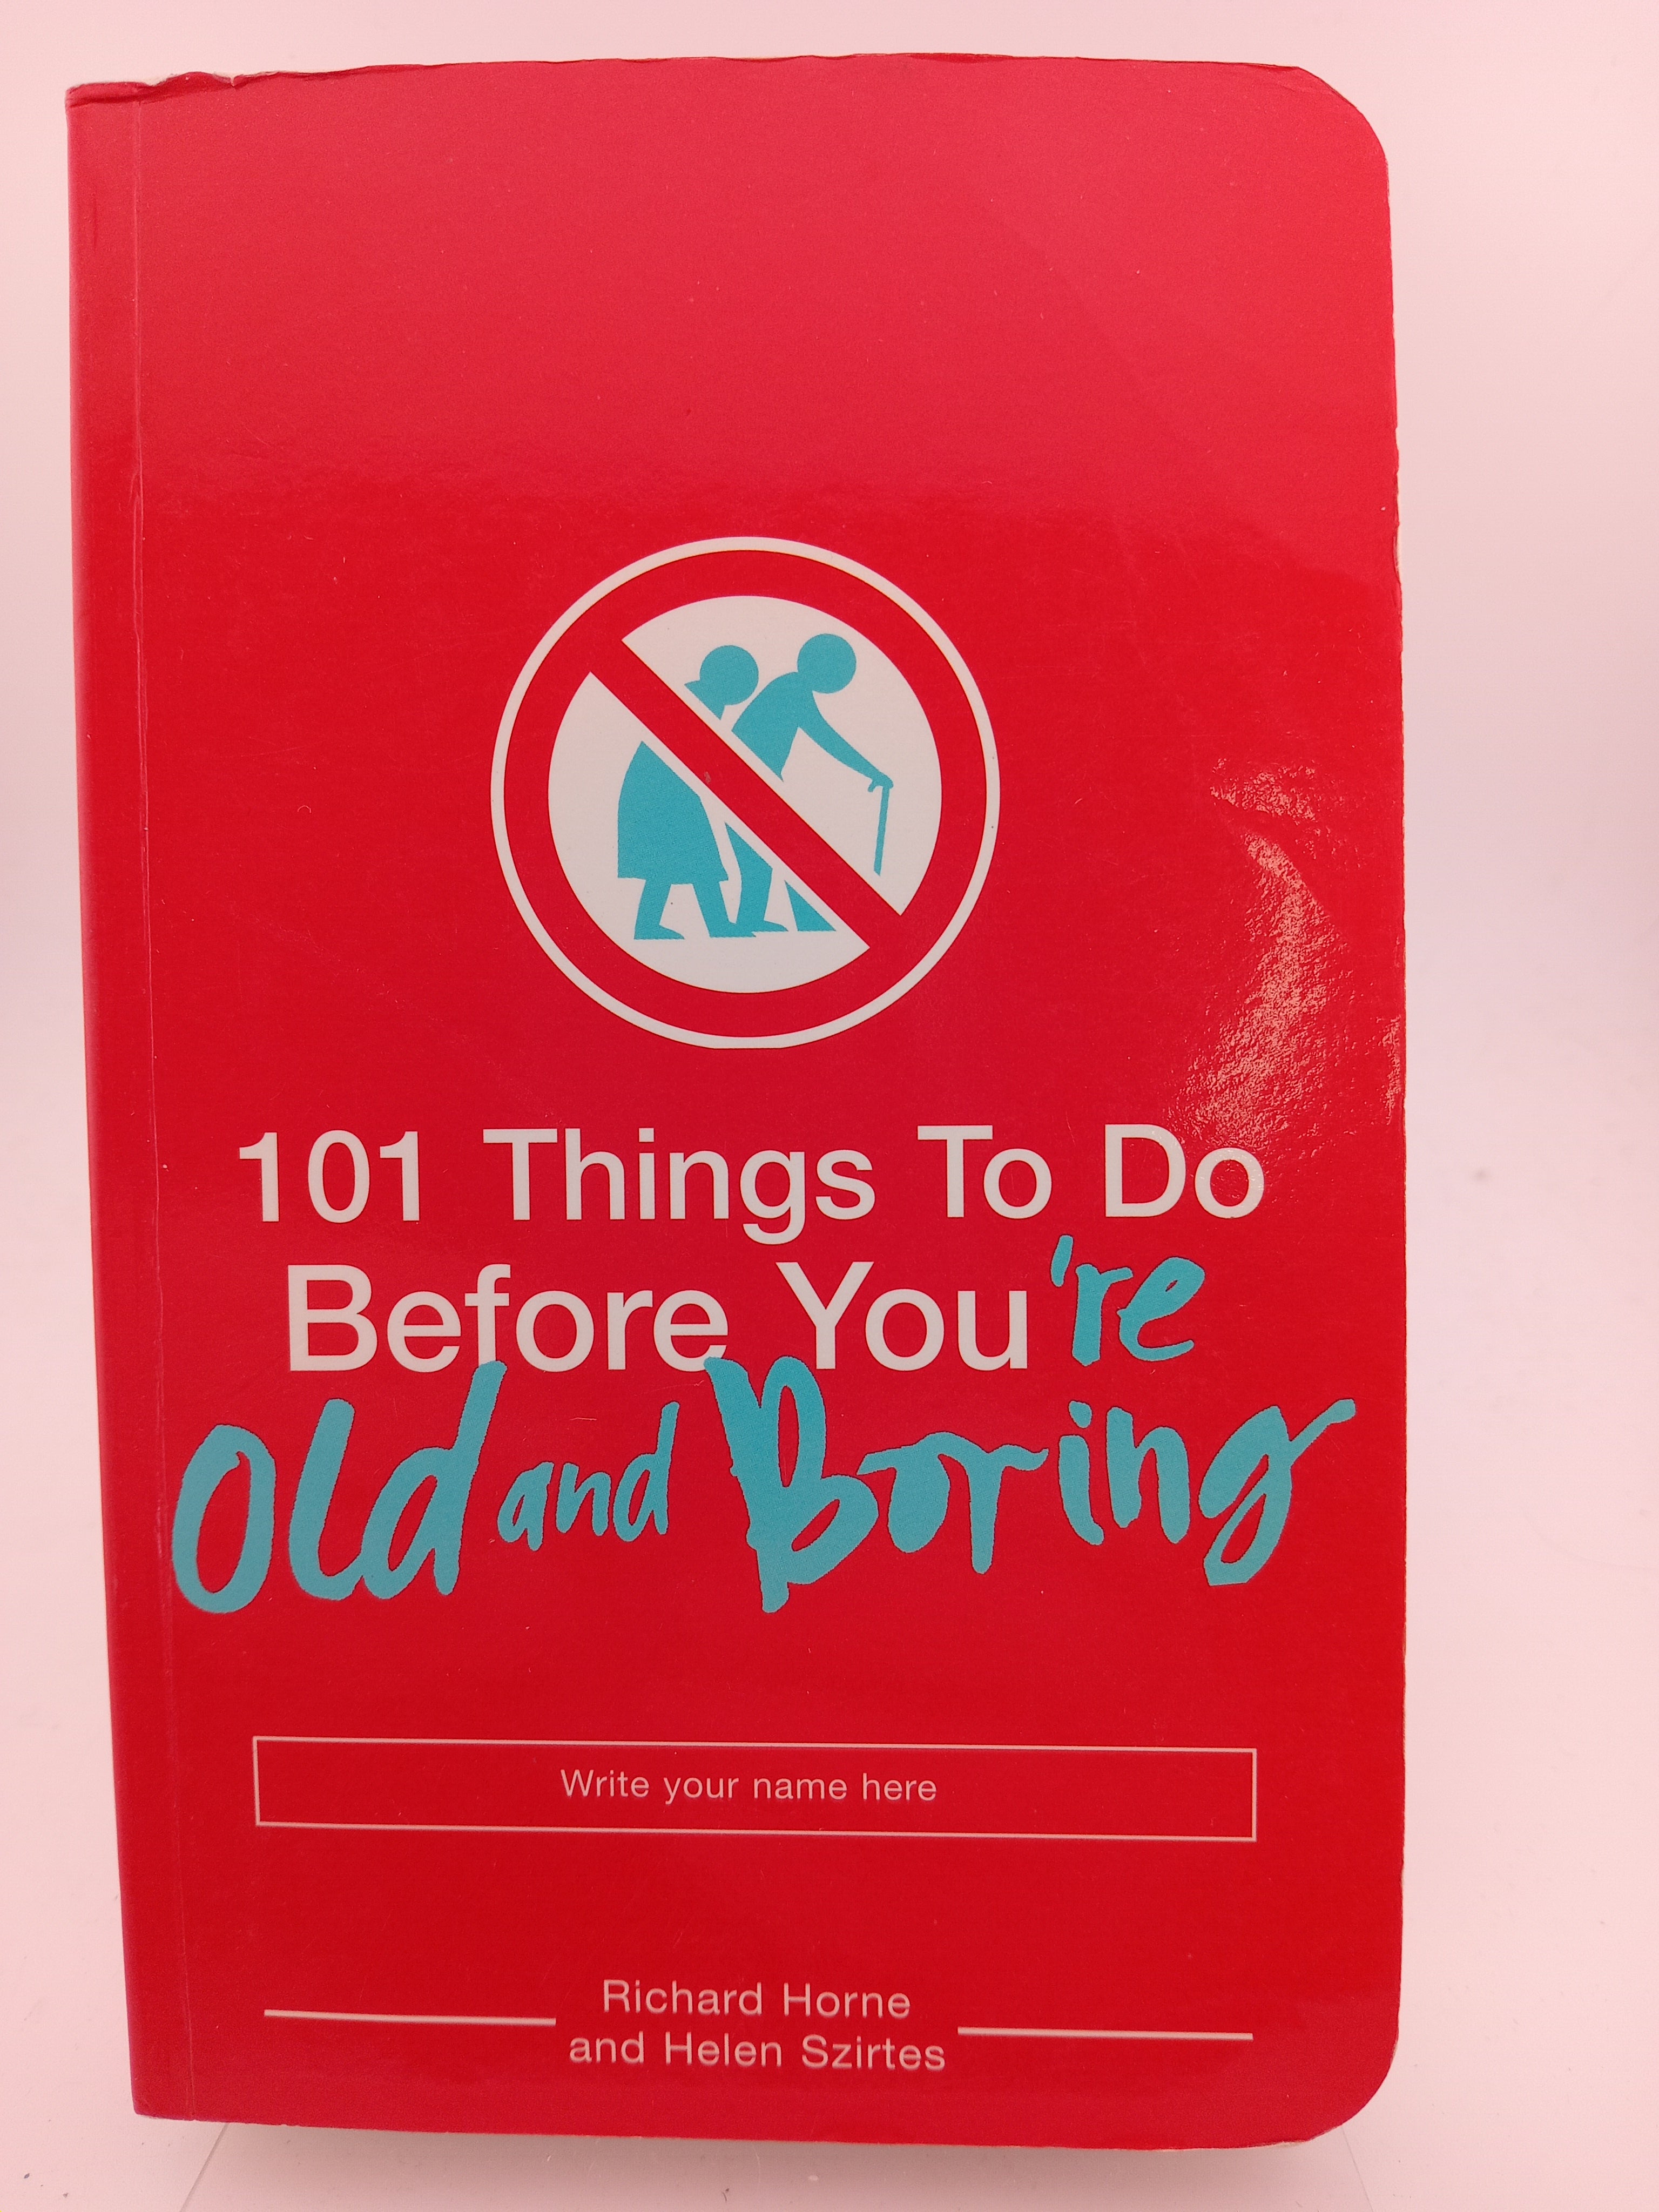 101 Things To Do
Before You're
Old and Boring
Write your name here
Richard Horne
and Helen Szirtes